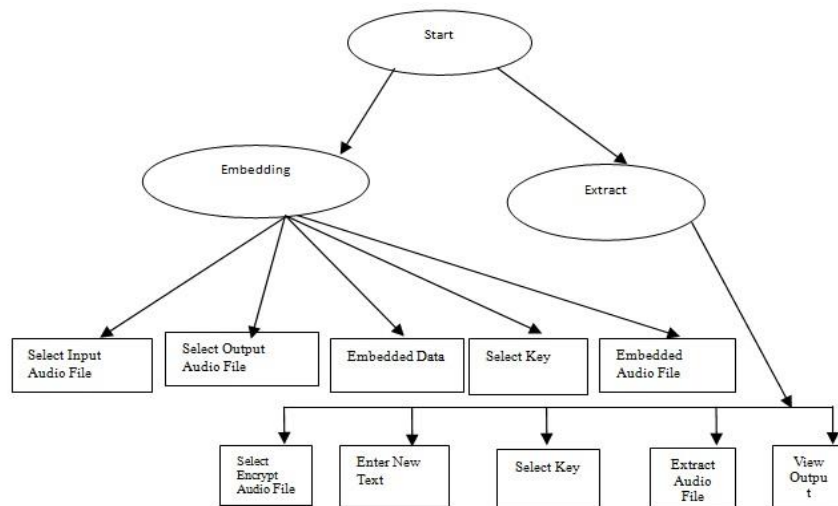 Start
Embedding
Extract
Select Input
Audio File
Select Output
Audio File
Embedded Data
Select Key
Embedded
Audio File
Select
Encrypt
Audio File
Enter New
Text
Select Key
Extract
Audio
File
View
Outpu
t